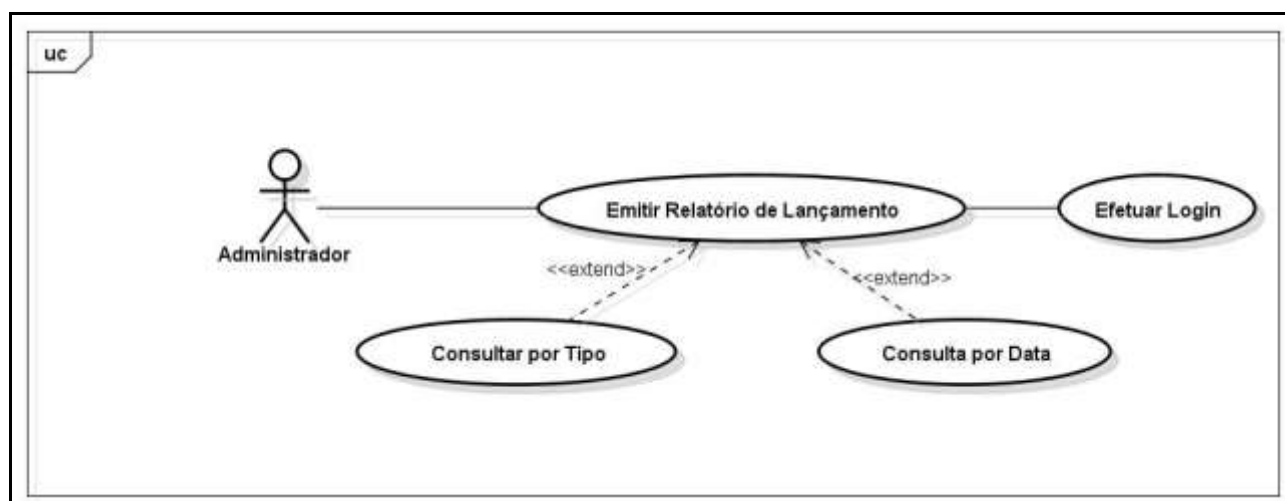 uc
Emitir Relatório de Lançamento
Efetuar Login
Administrador
<<extend>>
<<extend>>
Consultar por Tipo
Consulta por Data